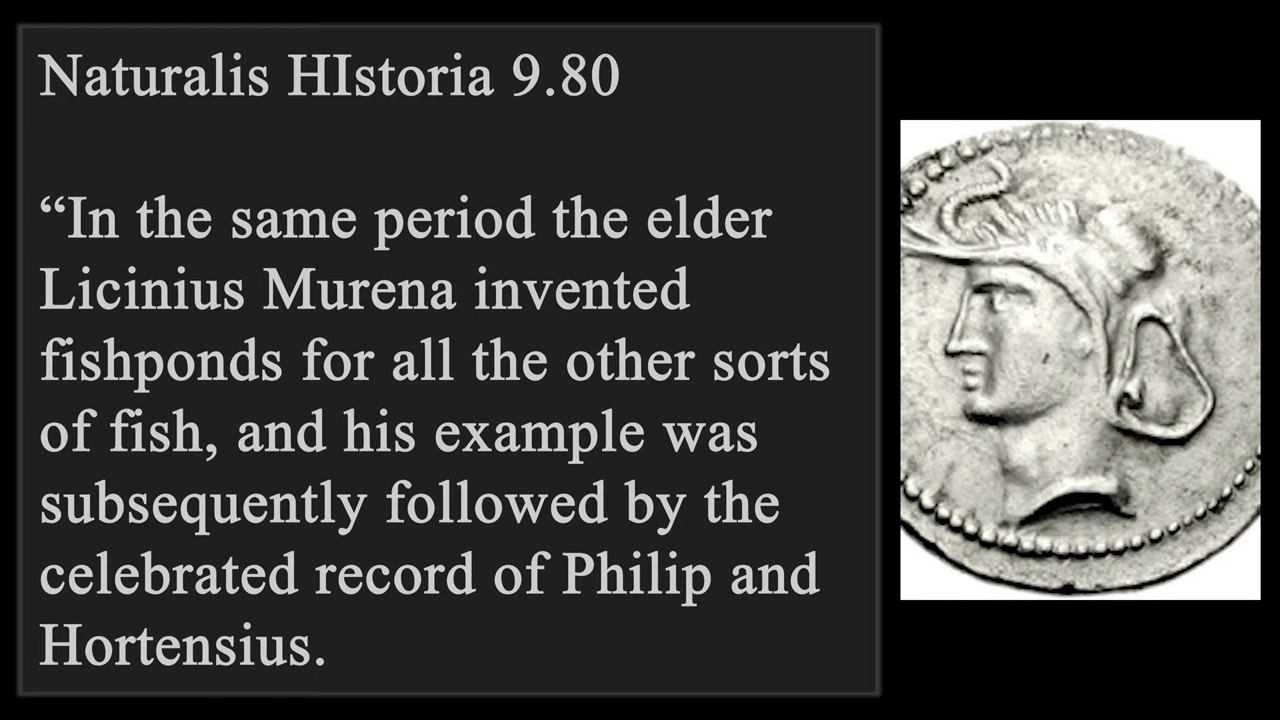 Naturalis HIstoria 9.80
“In the same period the elder
Licinius Murena invented
fishponds for all the other sorts
of fish, and his example was
subsequently followed by the
celebrated record of Philip and
Hortensius.